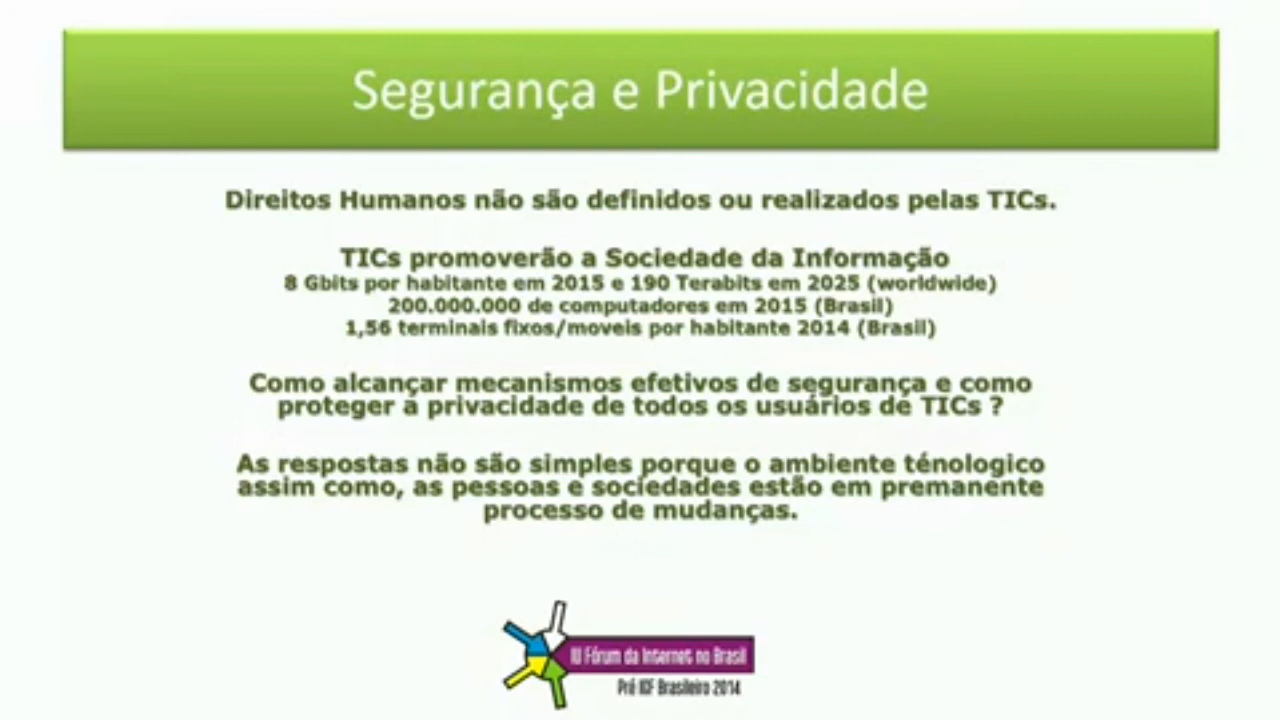 Segurança e Privacidade
Direitos Humanos não são definidos ou realizados pelas TICs.
TICs promoverão a Sociedade da Informação
8 Gbits por habitante em 2015 e 190 Terabits em 2025 (worldwide)
200.000.000 de computadores em 2015 (Brasil)
1,56 terminais fixos/moveis por habitante 2014 (Brasil)
Como alcançar mecanismos efetivos de segurança e como
proteger a privacidade de todos os usuários de TICs ?
As respostas não são simples porque o ambiente ténologico
assim como, as pessoas e sociedades estão em premanente
processo de mudanças.
Fórum da Internet no Brasil
Pré IGF Brasileiro 2014